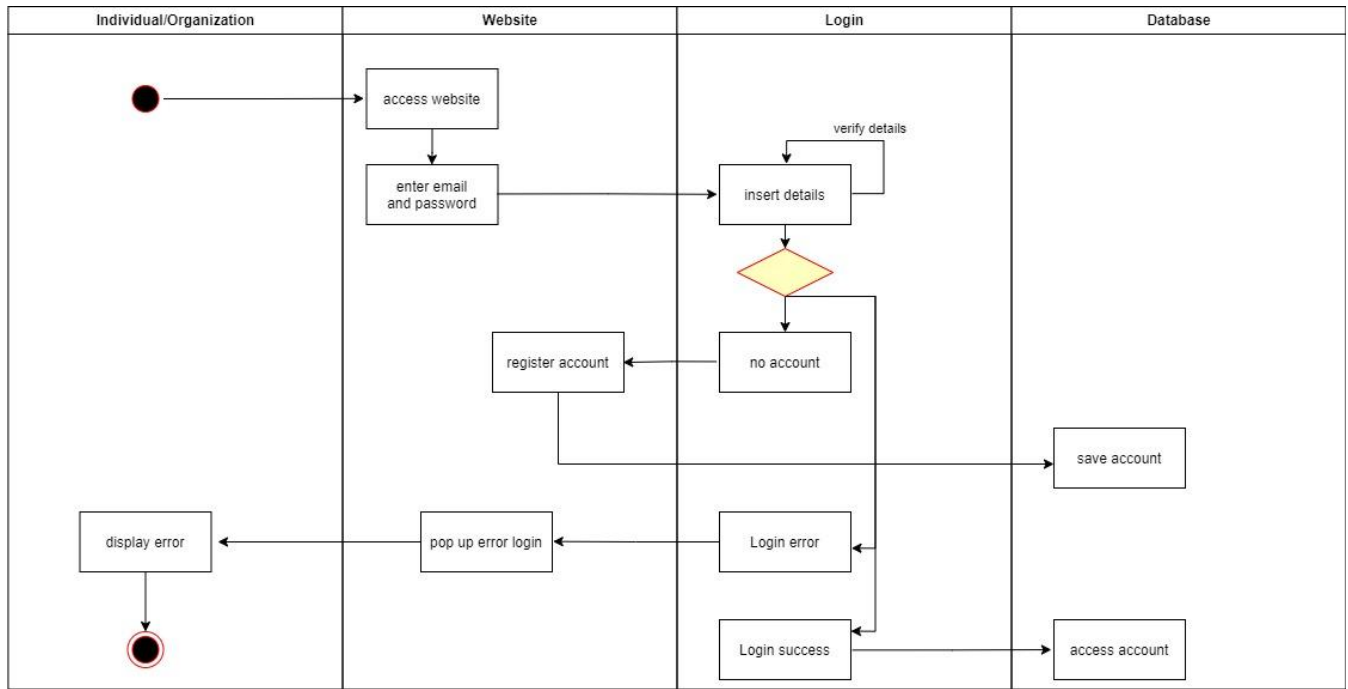 Individual/Organization
Website
Login
Database
access website
verify details
enter email
and password
insert details
register account
no account
save account
display error
pop up error login
Login error
Login success
access account